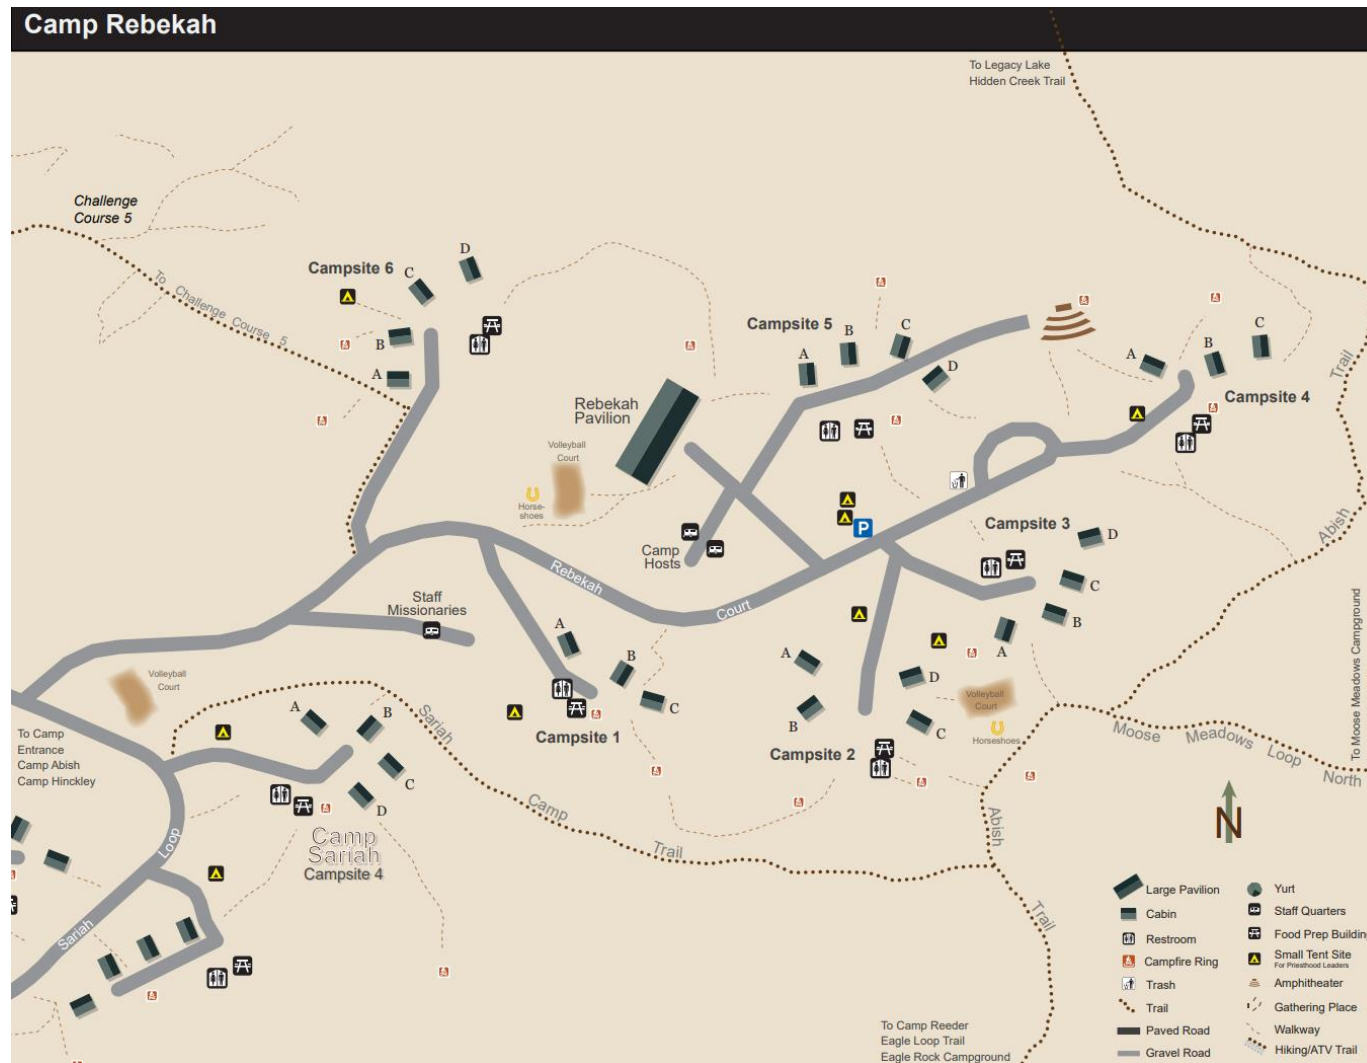 Camp Rebekah
To Legacy Lake
Hidden Creek Trail
Challenge
Course 5
To Challenge Course 5
Campsite 6
A
B
C
D
Campsite 5
A
B
C
D
Campsite 4
A
B
C
Rebekah
Pavilion
Volleyball
Court
Horse-
shoes
Camp
Hosts
Rebekah Court
P
Campsite 3
D
C
B
A
Abish Trail
To Moose Meadows Campground
Staff
Missionaries
Campsite 1
A
B
C
Campsite 2
A
B
D
C
Volleyball
Court
Horseshoes
Moose Meadows Loop North
Volleyball
Court
To Camp
Entrance
Camp Abish
Camp Hinckley
Sariah Camp Trail
A
B
C
D
Camp
Sariah
Campsite 4
Sariah Loop
Abish Trail
N
To Camp Reeder
Eagle Loop Trail
Eagle Rock Campground
Large Pavilion
Cabin
Restroom
Campfire Ring
Trash
Trail
Paved Road
Gravel Road
Yurt
Staff Quarters
Food Prep Building
Small Tent Site
For Priesthood Leaders
Amphitheater
Gathering Place
Walkway
Hiking/ATV Trail